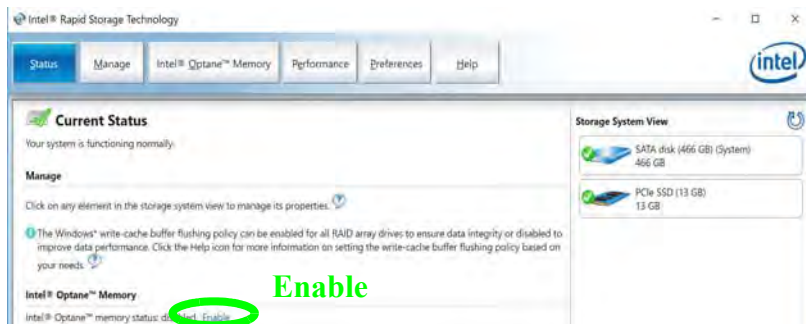 Intel® Rapid Storage Technology
Status Manage Intel® Optane™ Memory Performance Preferences Help
intel
Current Status
Your system is functioning normally.
Manage
Click on any element in the storage system view to manage its properties.
The Windows* write-cache buffer flushing policy can be enabled for all RAID array drives to ensure data integrity or disabled to
improve data performance. Click the Help icon for more information on setting the write-cache buffer flushing policy based on
your needs.
Intel® Optane™ Memory
Enable
Intel® Optane™ memory status: disabled. Enable
Storage System View
SATA disk (466 GB) (System)
466 GB
PCIe SSD (13 GB)
13 GB